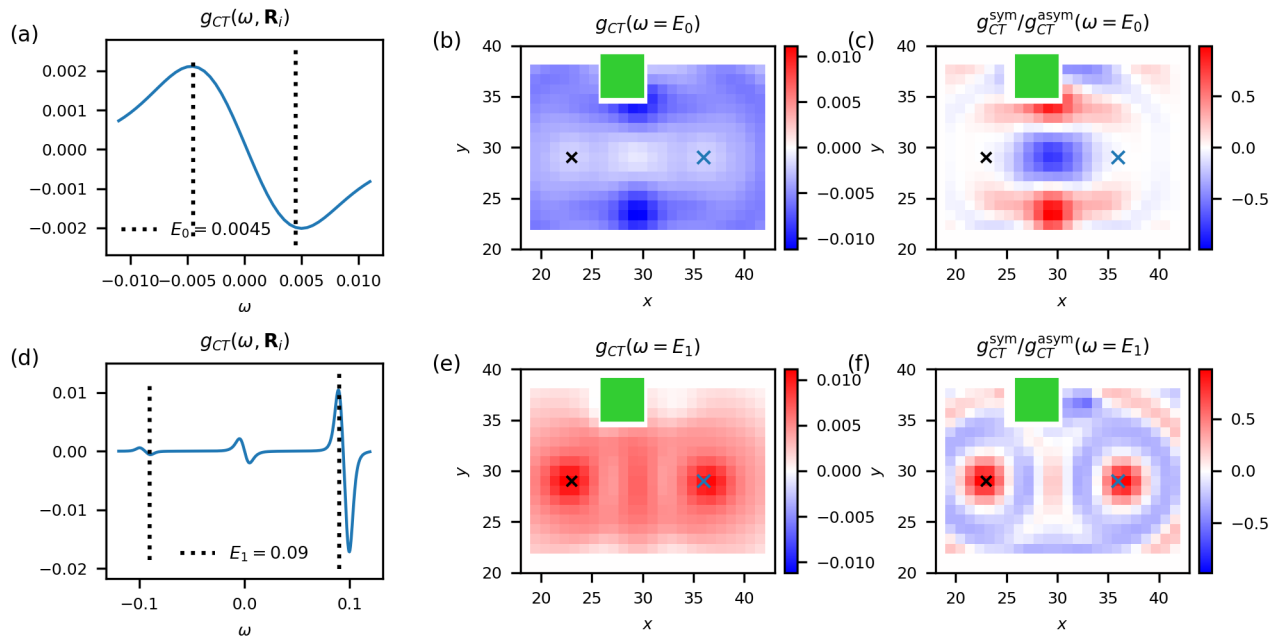 (a)
g_CT(ω, R_i)
0.002
0.001
0.000
−0.001
−0.002
E_0 = 0.0045
−0.010 −0.005 0.000 0.005 0.010
ω
(b)
g_CT(ω = E_0)
40
35
30
25
20
y
20 25 30 35 40
x
0.010
0.005
0.000
−0.005
−0.010
(c)
g_CT^sym/g_CT^asym(ω = E_0)
40
35
30
25
20
y
20 25 30 35 40
x
0.5
0.0
−0.5
(d)
g_CT(ω, R_i)
0.01
0.00
−0.01
−0.02
E_1 = 0.09
−0.1 0.0 0.1
ω
(e)
g_CT(ω = E_1)
40
35
30
25
20
y
20 25 30 35 40
x
0.010
0.005
0.000
−0.005
−0.010
(f)
g_CT^sym/g_CT^asym(ω = E_1)
40
35
30
25
20
y
20 25 30 35 40
x
0.5
0.0
−0.5